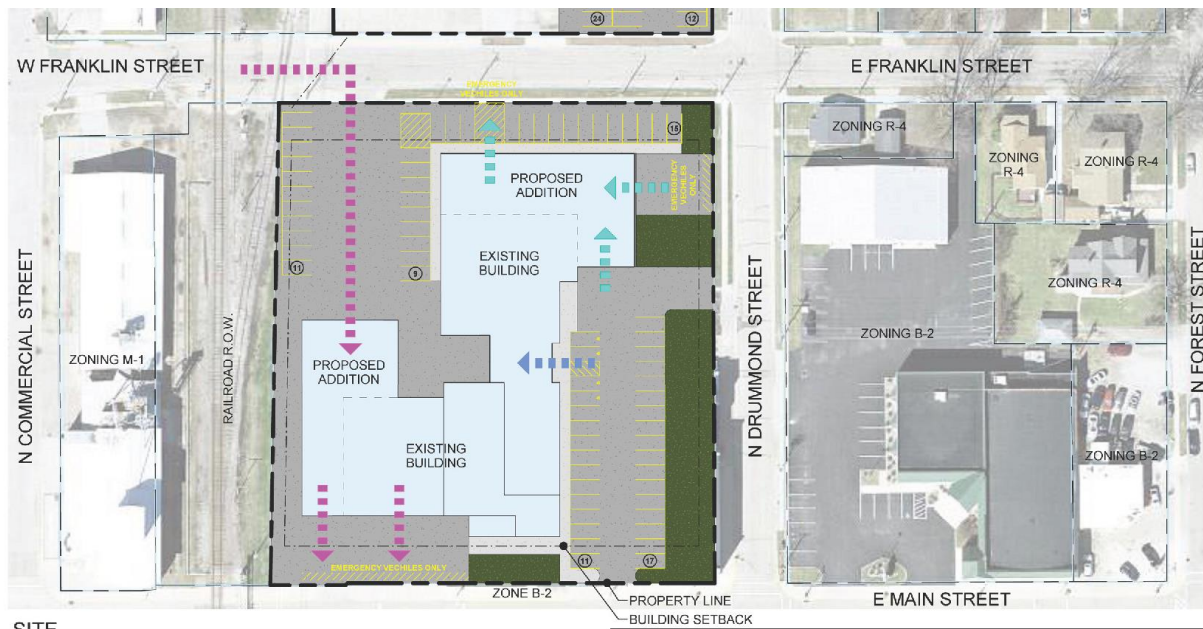 24
12
W FRANKLIN STREET
E FRANKLIN STREET
EMERGENCY
VECHILES ONLY
15
ZONING R-4
ZONING
R-4
ZONING R-4
PROPOSED
ADDITION
EMERGENCY
VECHILES
ONLY
EXISTING
BUILDING
11
9
ZONING R-4
N COMMERCIAL STREET
ZONING M-1
RAILROAD R.O.W.
PROPOSED
ADDITION
N DRUMMOND STREET
ZONING B-2
N FOREST STREET
EXISTING
BUILDING
ZONING B-2
11
17
EMERGENCY VECHILES ONLY
ZONE B-2
PROPERTY LINE
E MAIN STREET
BUILDING SETBACK
SITE